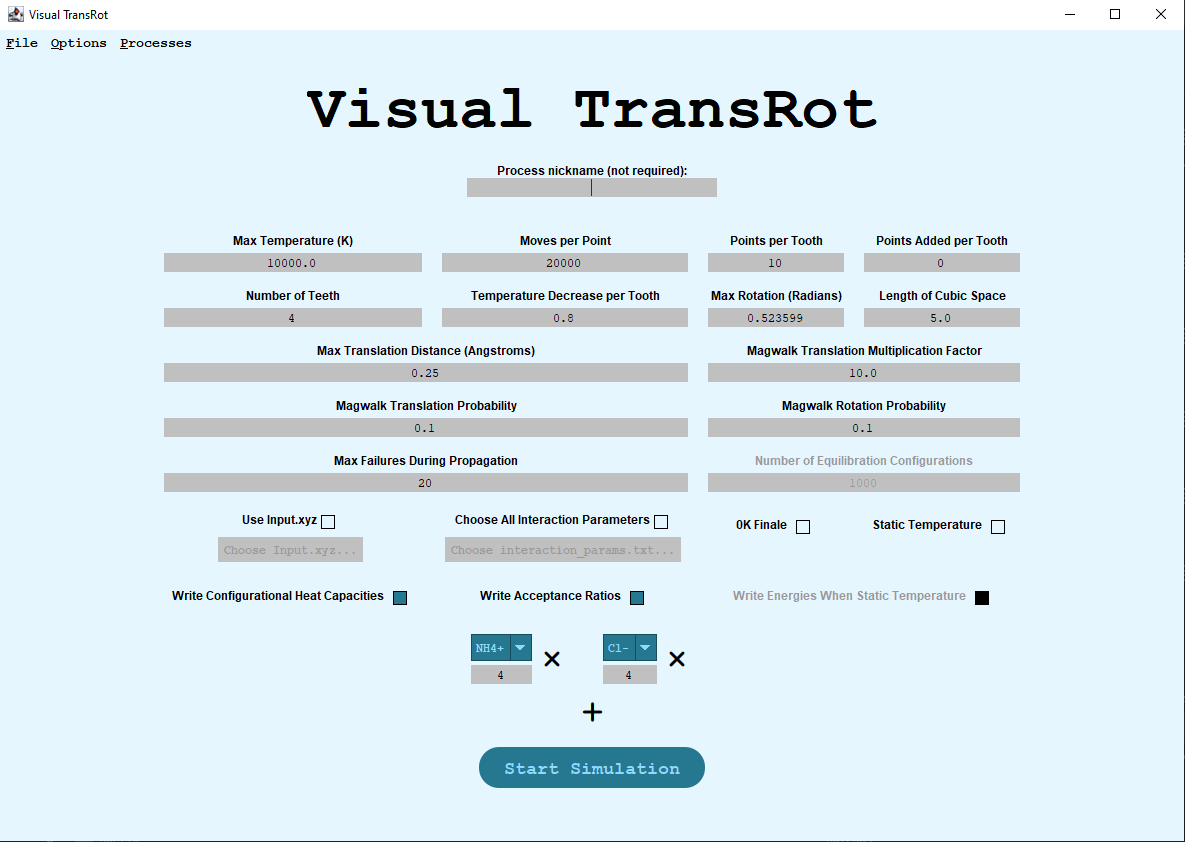 Visual TransRot
File Options Processes
Visual TransRot
Process nickname (not required):
Max Temperature (K) Moves per Point Points per Tooth Points Added per Tooth
10000.0 20000 10 0
Number of Teeth Temperature Decrease per Tooth Max Rotation (Radians) Length of Cubic Space
4 0.8 0.523599 5.0
Max Translation Distance (Angstroms) Magwalk Translation Multiplication Factor
0.25 10.0
Magwalk Translation Probability Magwalk Rotation Probability
0.1 0.1
Max Failures During Propagation Number of Equilibration Configurations
20 1000
Use Input.xyz Choose All Interaction Parameters 0K Finale Static Temperature
Choose Input.xyz... Choose interaction_params.txt...
Write Configurational Heat Capacities Write Acceptance Ratios Write Energies When Static Temperature
NH4+ Cl-
4 4
+
Start Simulation